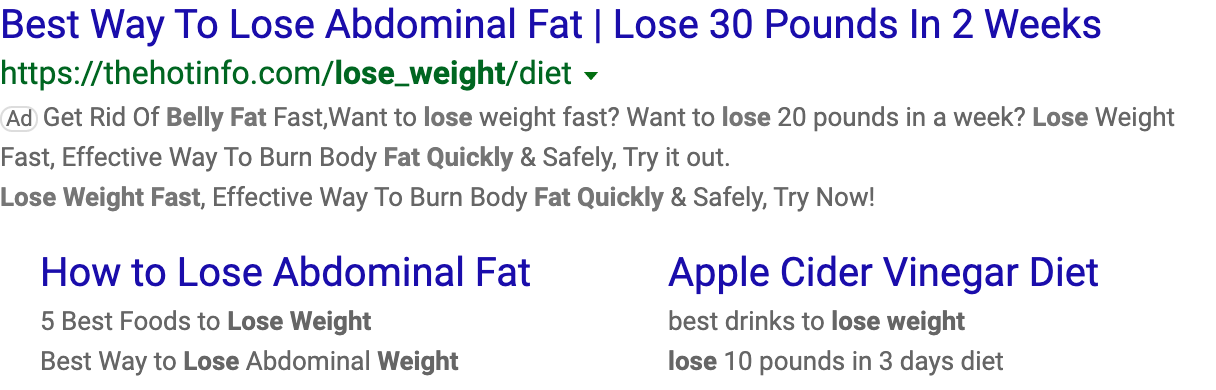 Best Way To Lose Abdominal Fat | Lose 30 Pounds In 2 Weeks
https://thehotinfo.com/lose_weight/diet
Ad Get Rid Of Belly Fat Fast,Want to lose weight fast? Want to lose 20 pounds in a week? Lose Weight
Fast, Effective Way To Burn Body Fat Quickly & Safely, Try it out.
Lose Weight Fast, Effective Way To Burn Body Fat Quickly & Safely, Try Now!
How to Lose Abdominal Fat
5 Best Foods to Lose Weight
Best Way to Lose Abdominal Weight
Apple Cider Vinegar Diet
best drinks to lose weight
lose 10 pounds in 3 days diet